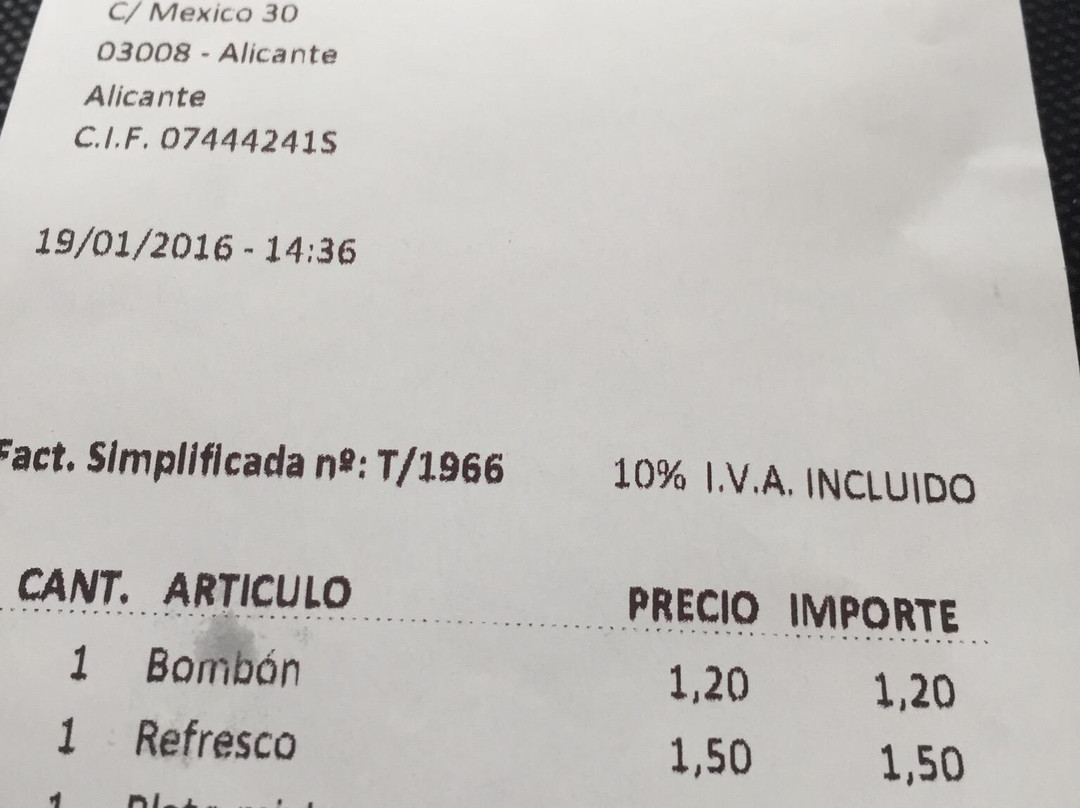 C/ Mexico 30
03008 - Alicante
Alicante
C.I.F. 07444241S
19/01/2016 - 14:36
Fact. Simplificada nº: T/1966 10% I.V.A. INCLUIDO
CANT. ARTICULO PRECIO IMPORTE
1 Bombón 1,20 1,20
1 Refresco 1,50 1,50
1